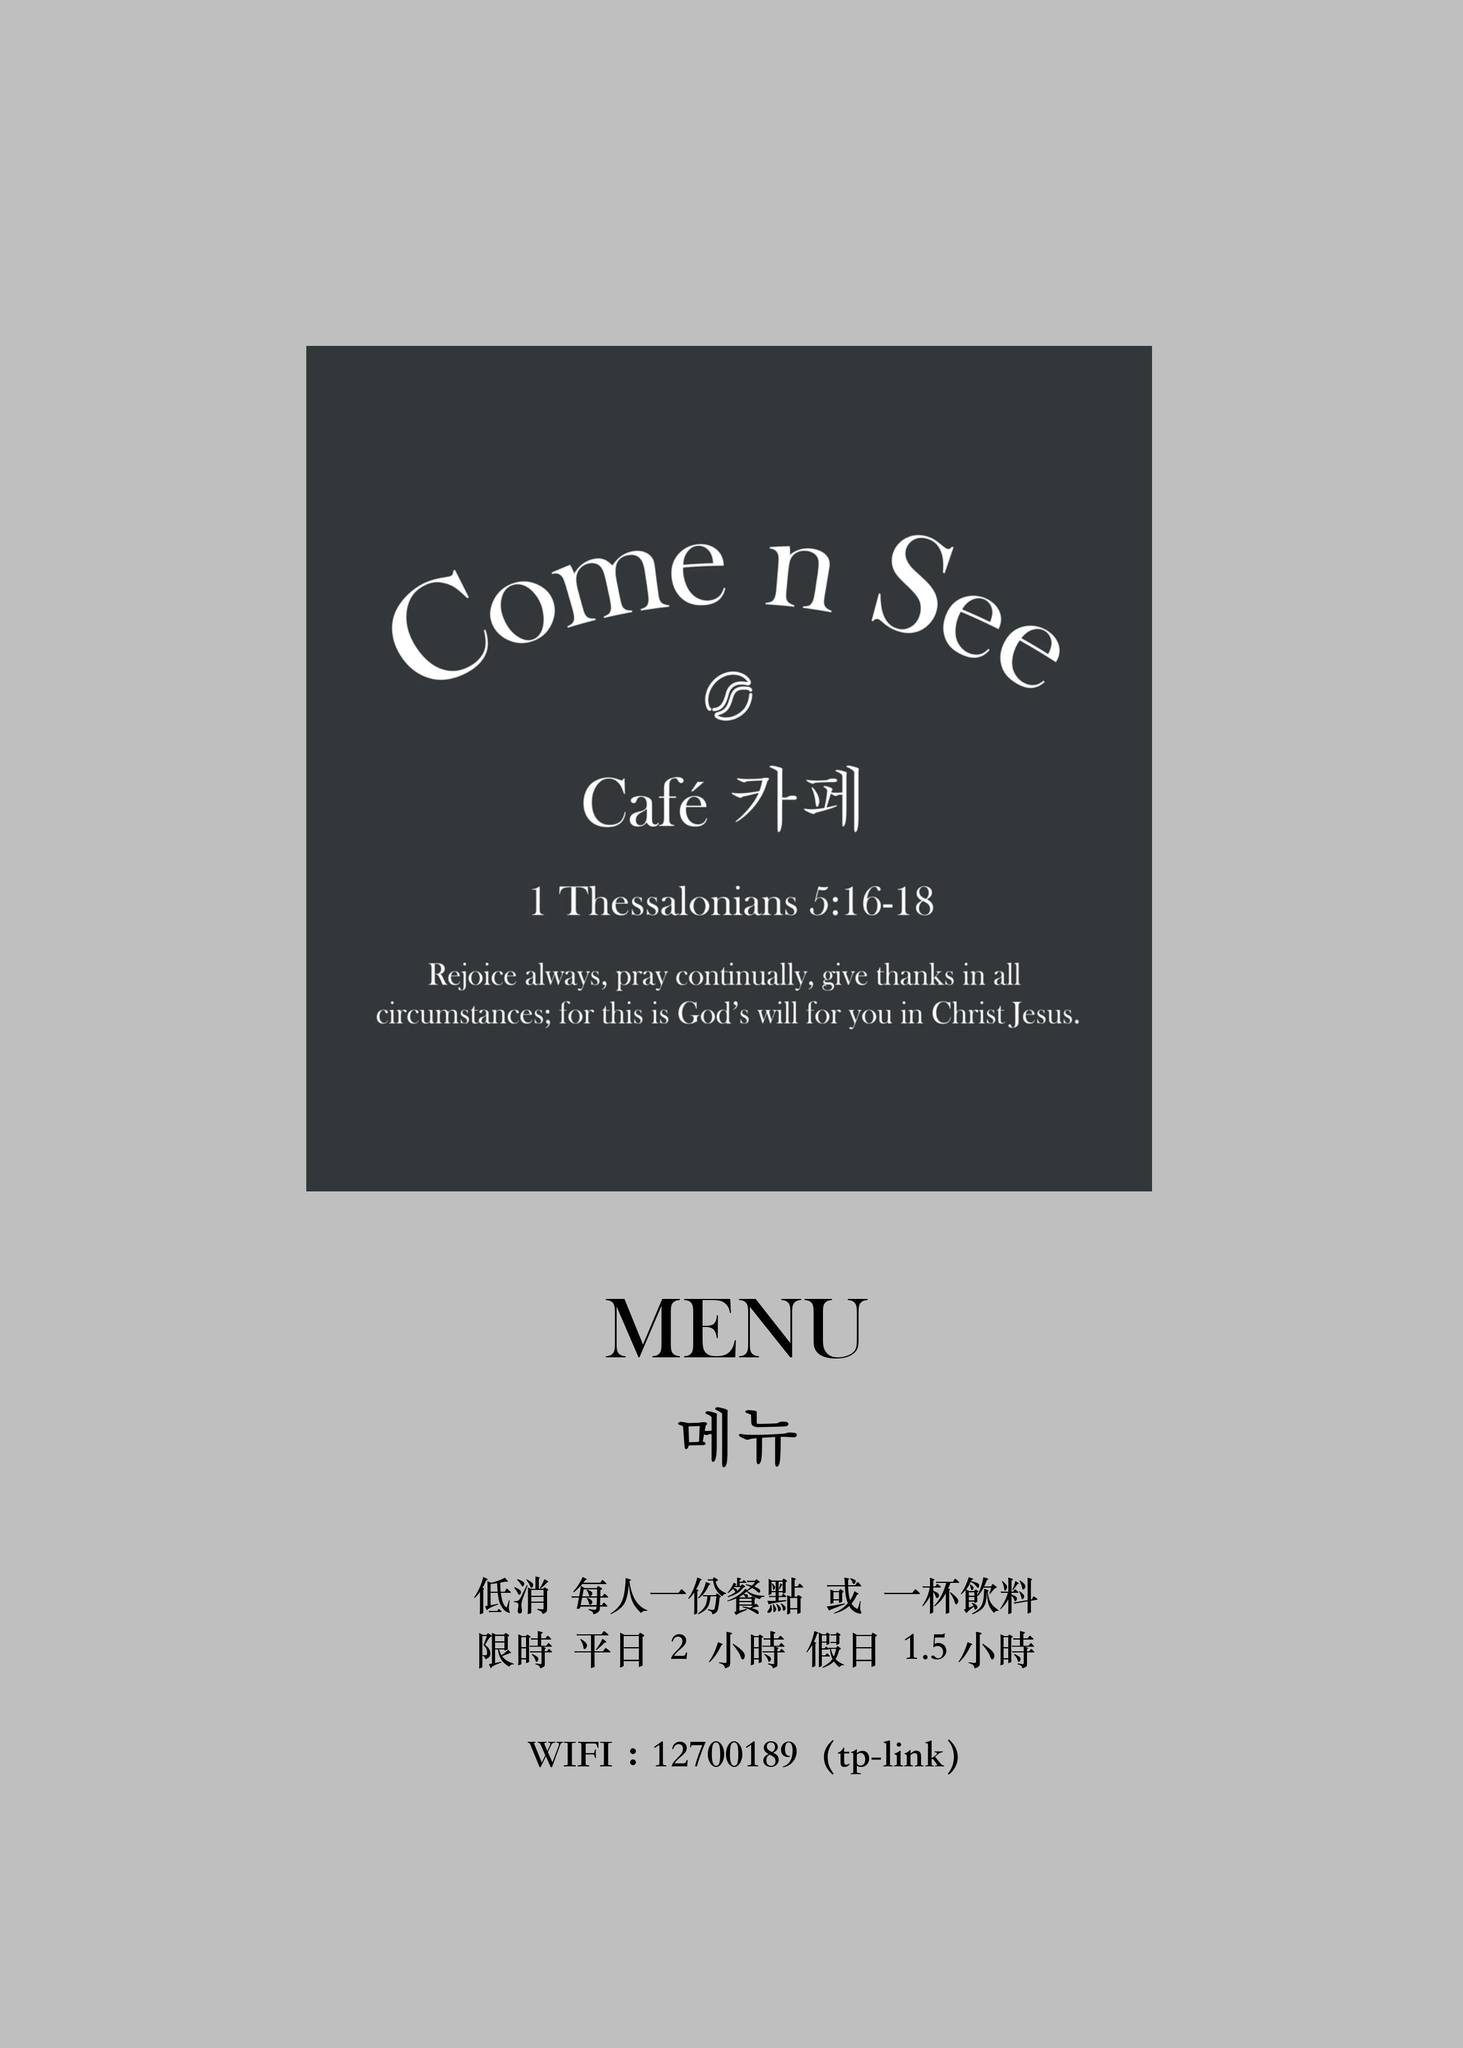 Come n See
Café 카페
1 Thessalonians 5:16-18
Rejoice always, pray continually, give thanks in all
circumstances; for this is God’s will for you in Christ Jesus.
MENU
메뉴
低消 每人一份餐點 或 一杯飲料
限時 平日 2 小時 假日 1.5 小時
WIFI：12700189 (tp-link)